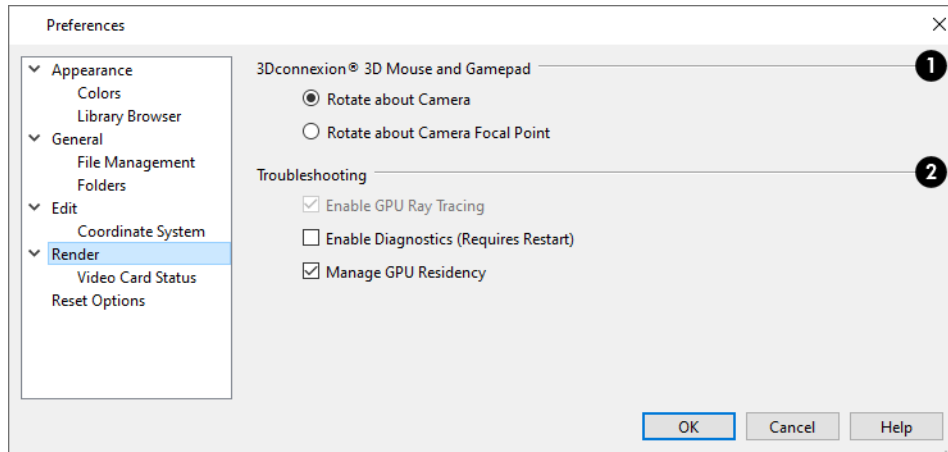 Preferences
Appearance
Colors
Library Browser
General
File Management
Folders
Edit
Coordinate System
Render
Video Card Status
Reset Options
3Dconnexion® 3D Mouse and Gamepad
1
Rotate about Camera
Rotate about Camera Focal Point
Troubleshooting
2
Enable GPU Ray Tracing
Enable Diagnostics (Requires Restart)
Manage GPU Residency
OK
Cancel
Help